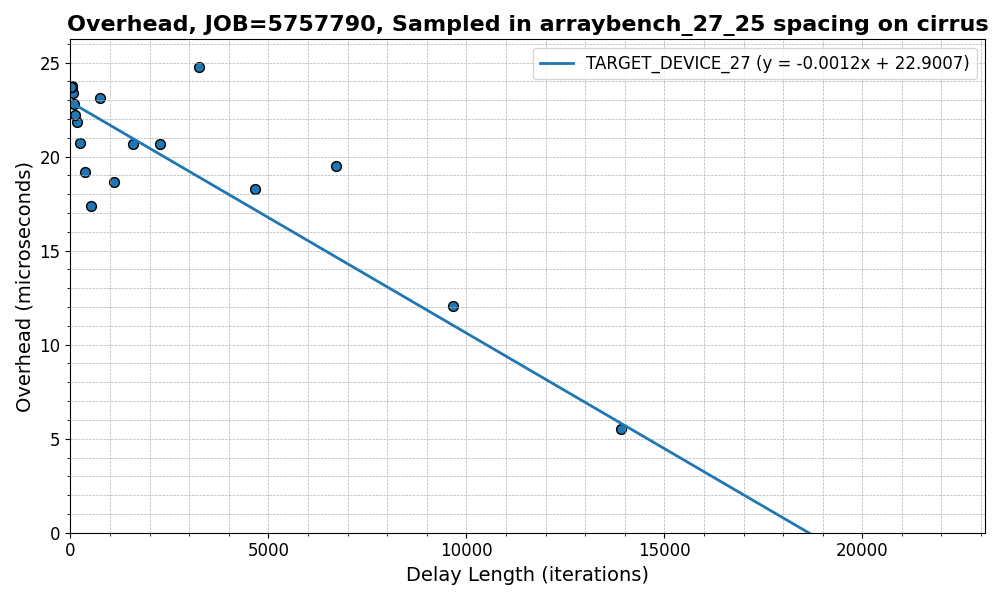 Overhead, JOB=5757790, Sampled in arraybench_27_25 spacing on cirrus
TARGET_DEVICE_27 (y = -0.0012x + 22.9007)
Overhead (microseconds)
25
20
15
10
5
0
0 5000 10000 15000 20000
Delay Length (iterations)